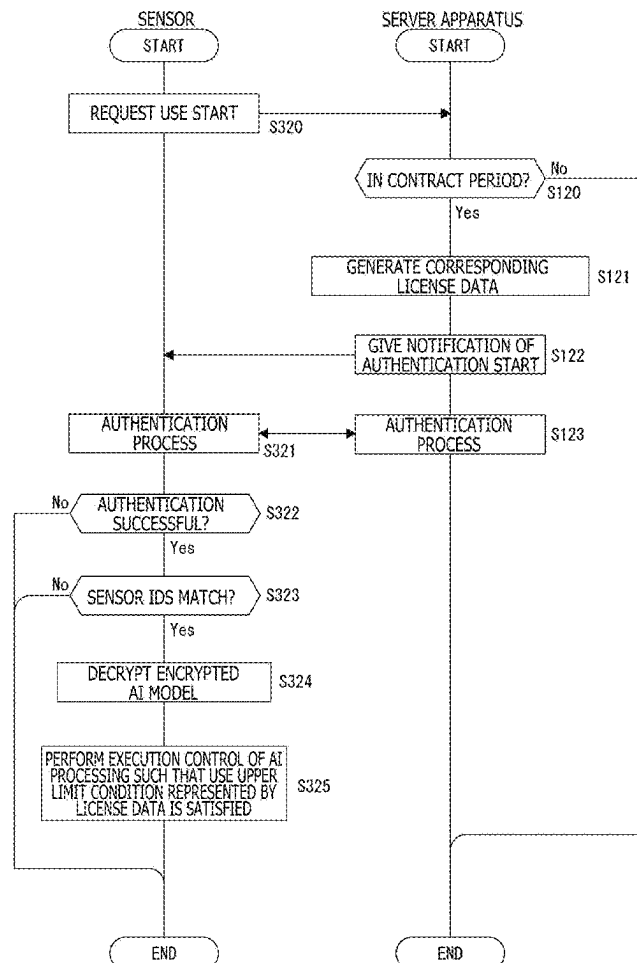 SENSOR
SERVER APPARATUS
START
START
REQUEST USE START
S320
IN CONTRACT PERIOD?
No
S120
Yes
GENERATE CORRESPONDING
LICENSE DATA
S121
GIVE NOTIFICATION OF
AUTHENTICATION START
S122
AUTHENTICATION
PROCESS
S321
AUTHENTICATION
PROCESS
S123
No
AUTHENTICATION
SUCCESSFUL?
S322
Yes
No
SENSOR IDS MATCH?
S323
Yes
DECRYPT ENCRYPTED
AI MODEL
S324
PERFORM EXECUTION CONTROL OF AI
PROCESSING SUCH THAT USE UPPER
LIMIT CONDITION REPRESENTED BY
LICENSE DATA IS SATISFIED
S325
END
END